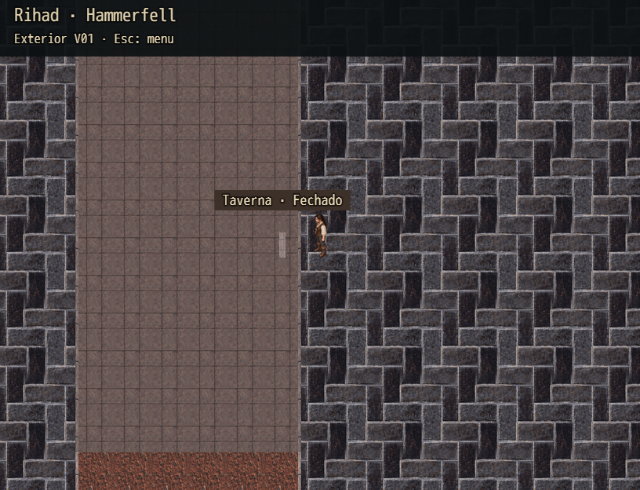 Rihad · Hammerfell
Exterior V01 · Esc: menu
Taverna · Fechado